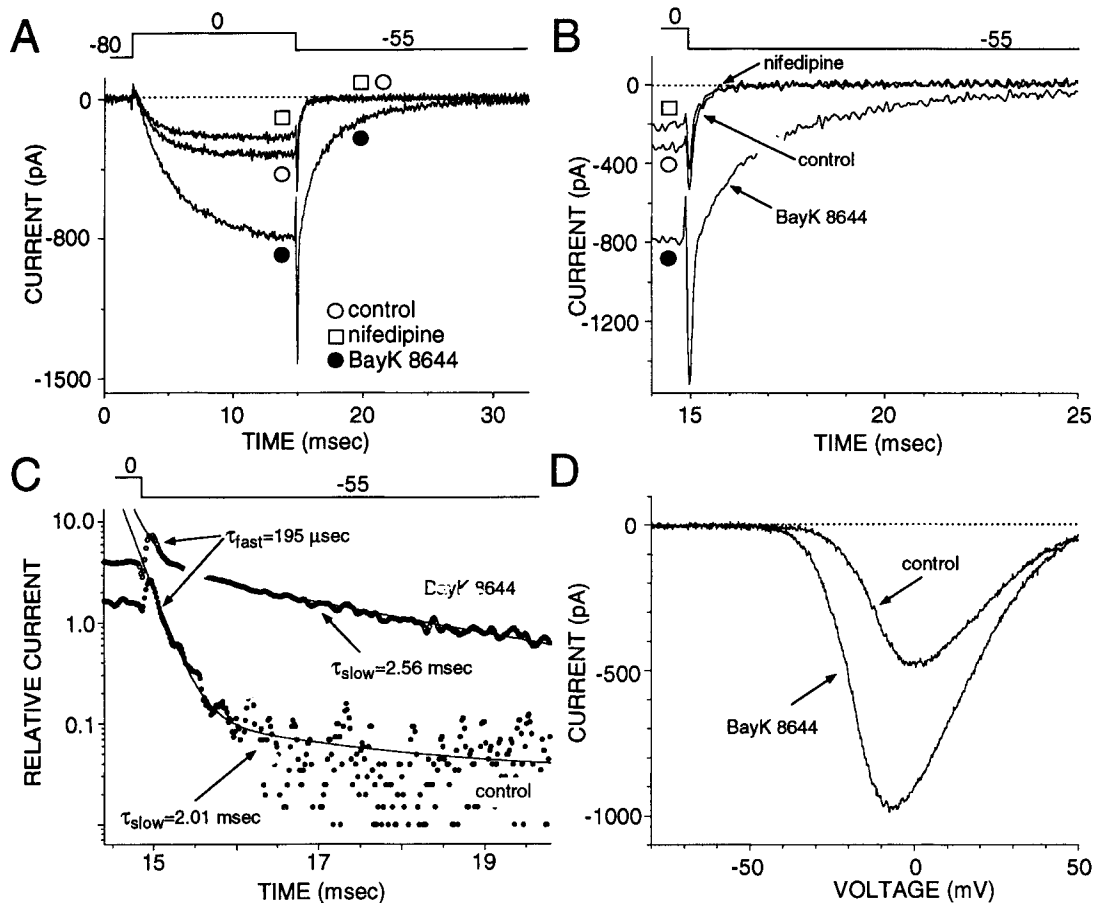 A
-80
0
-55
0
-800
-1500
CURRENT (pA)
control
nifedipine
BayK 8644
0
10
20
30
TIME (msec)
B
0
-55
0
-400
-800
-1200
CURRENT (pA)
nifedipine
control
BayK 8644
15
20
25
TIME (msec)
C
0
-55
10.0
1.0
0.1
RELATIVE CURRENT
τfast=195 µsec
BayK 8644
τslow=2.56 msec
τslow=2.01 msec
control
15
17
19
TIME (msec)
D
0
-500
-1000
CURRENT (pA)
control
BayK 8644
-50
0
50
VOLTAGE (mV)